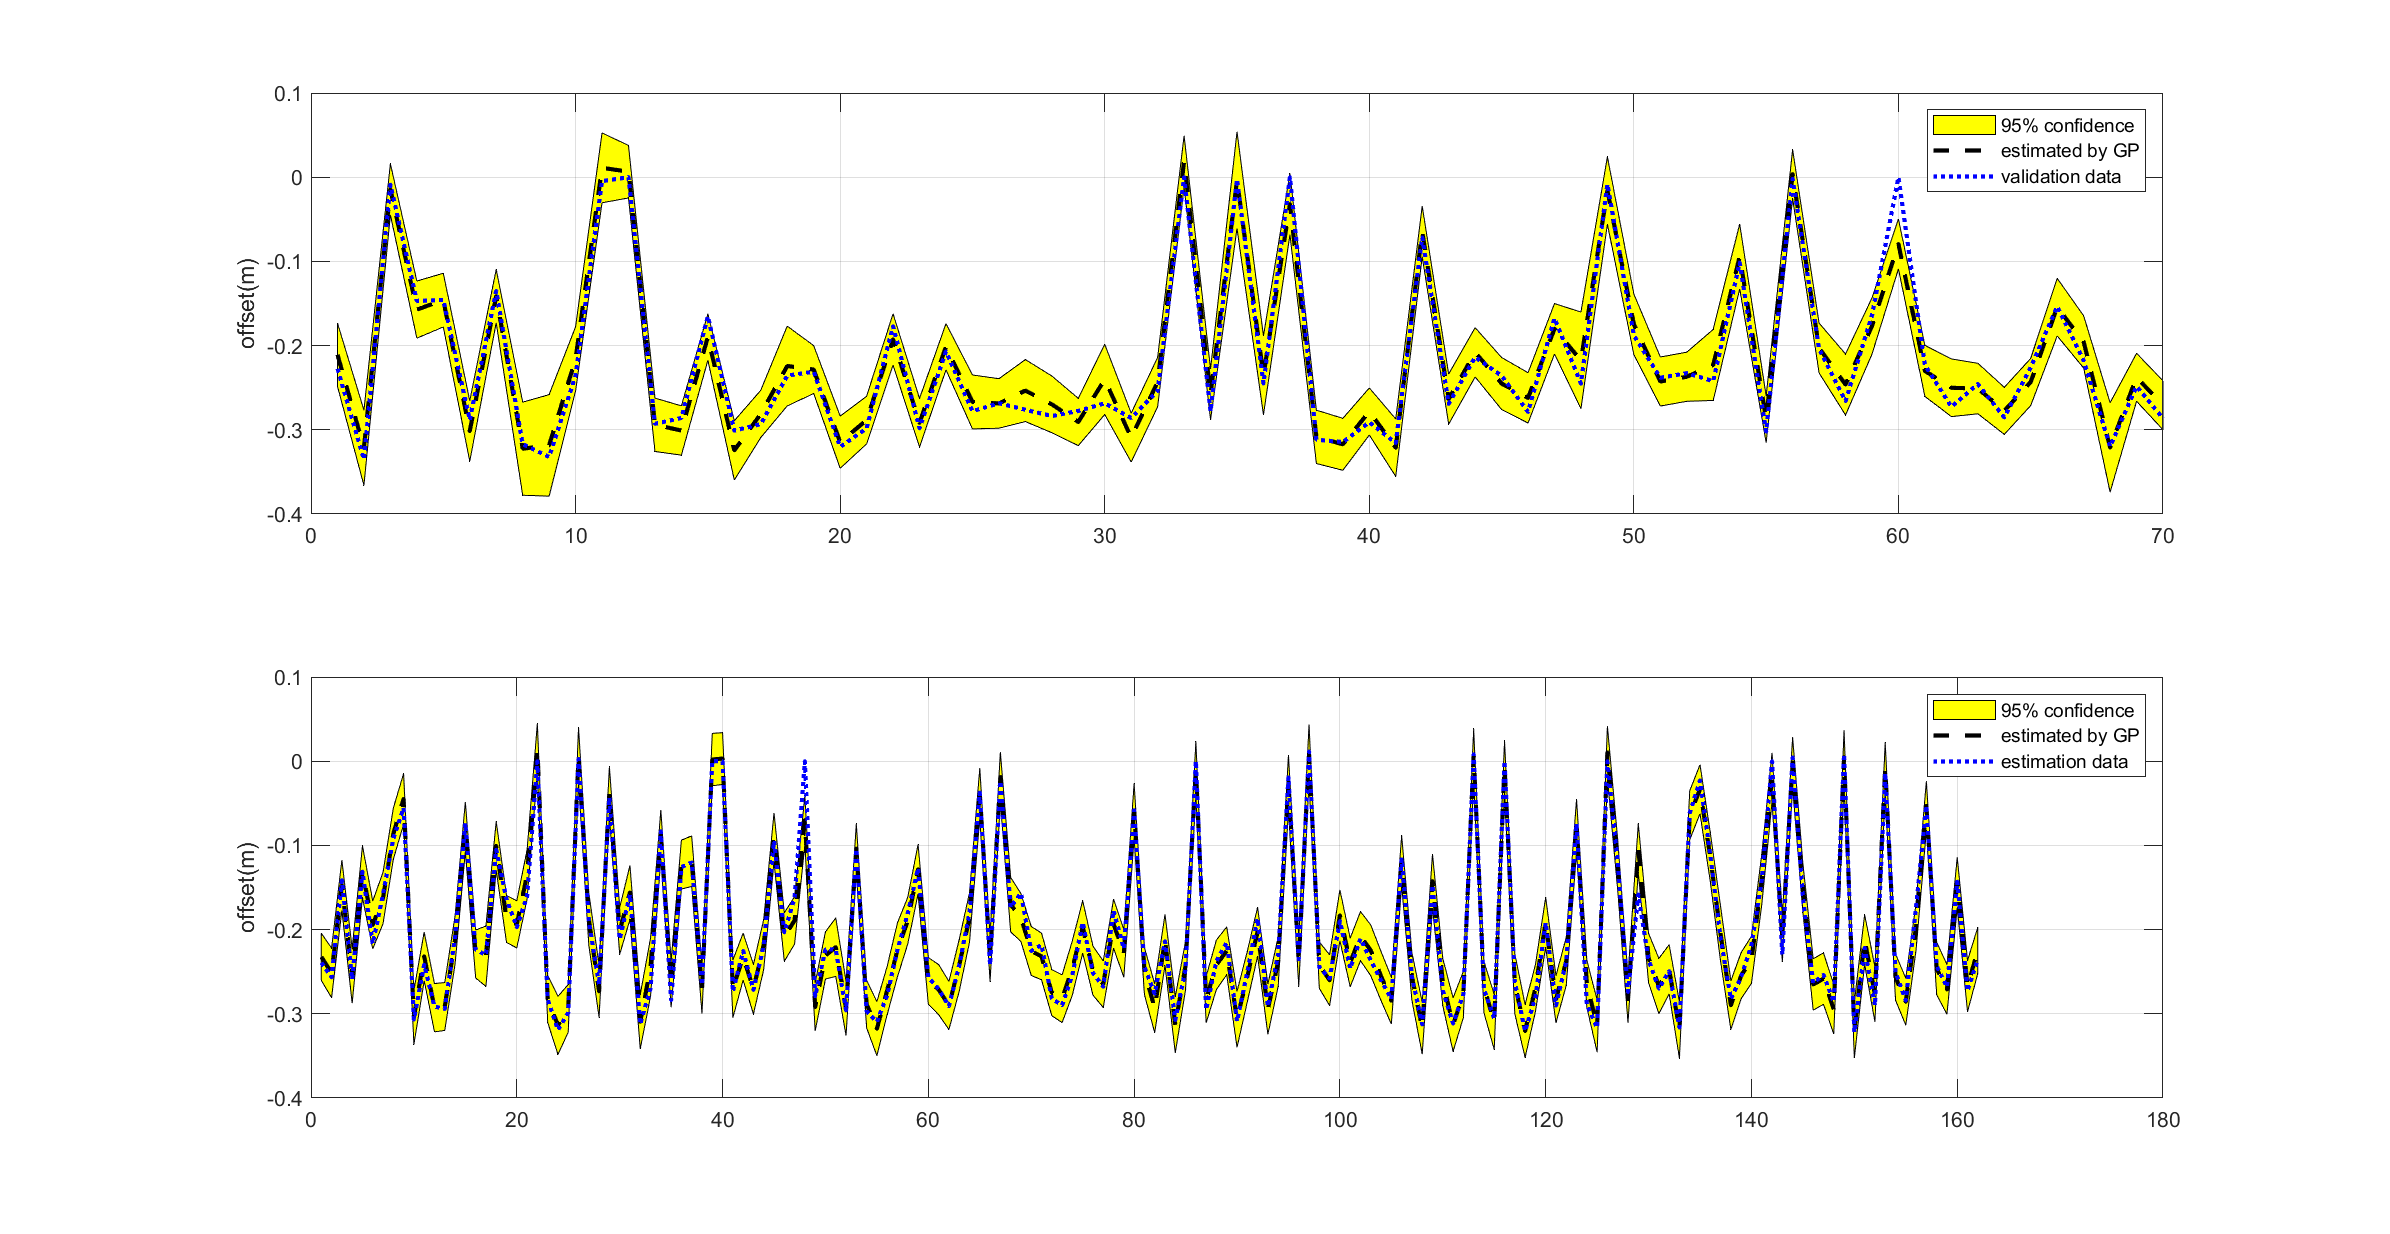 0.1
0
-0.1
-0.2
-0.3
-0.4
offset(m)
0 10 20 30 40 50 60 70
95% confidence
estimated by GP
validation data
0.1
0
-0.1
-0.2
-0.3
-0.4
offset(m)
0 20 40 60 80 100 120 140 160 180
95% confidence
estimated by GP
estimation data